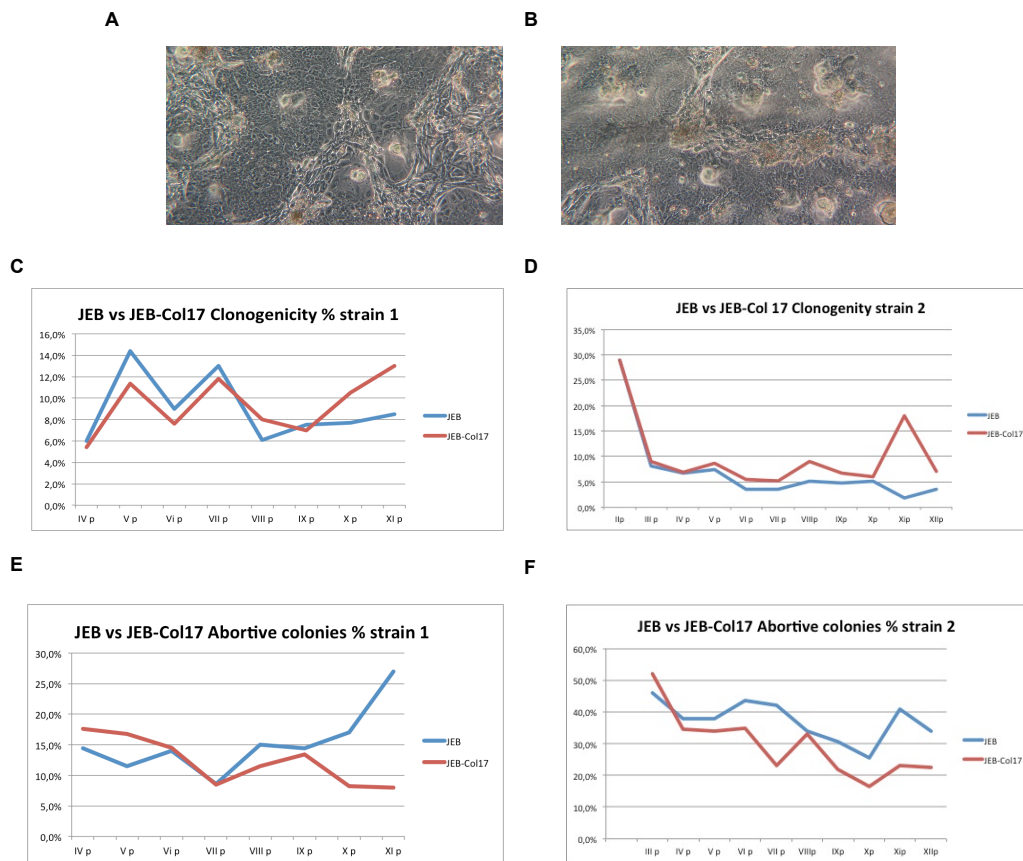 A
B
C
JEB vs JEB-Col17 Clonogenicity % strain 1
16,0%
14,0%
12,0%
10,0%
8,0%
6,0%
4,0%
2,0%
0,0%
IV p V p Vi p VII p VIII p IX p X p XI p
JEB
JEB-Col17
D
JEB vs JEB-Col 17 Clonogenity strain 2
35,0%
30,0%
25,0%
20,0%
15,0%
10,0%
5,0%
0,0%
IIp III p IV p V p VI p VII p VIIIp IXp Xp Xip XIIp
JEB
JEB-Col17
E
JEB vs JEB-Col17 Abortive colonies % strain 1
30,0%
25,0%
20,0%
15,0%
10,0%
5,0%
0,0%
IV p V p Vi p VII p VIII p IX p X p XI p
JEB
JEB-Col17
F
JEB vs JEB-Col17 Abortive colonies % strain 2
60,0%
50,0%
40,0%
30,0%
20,0%
10,0%
0,0%
III p IV p V p VI p VII p VIIIp IXp Xp Xip XIIp
JEB
JEB-Col17